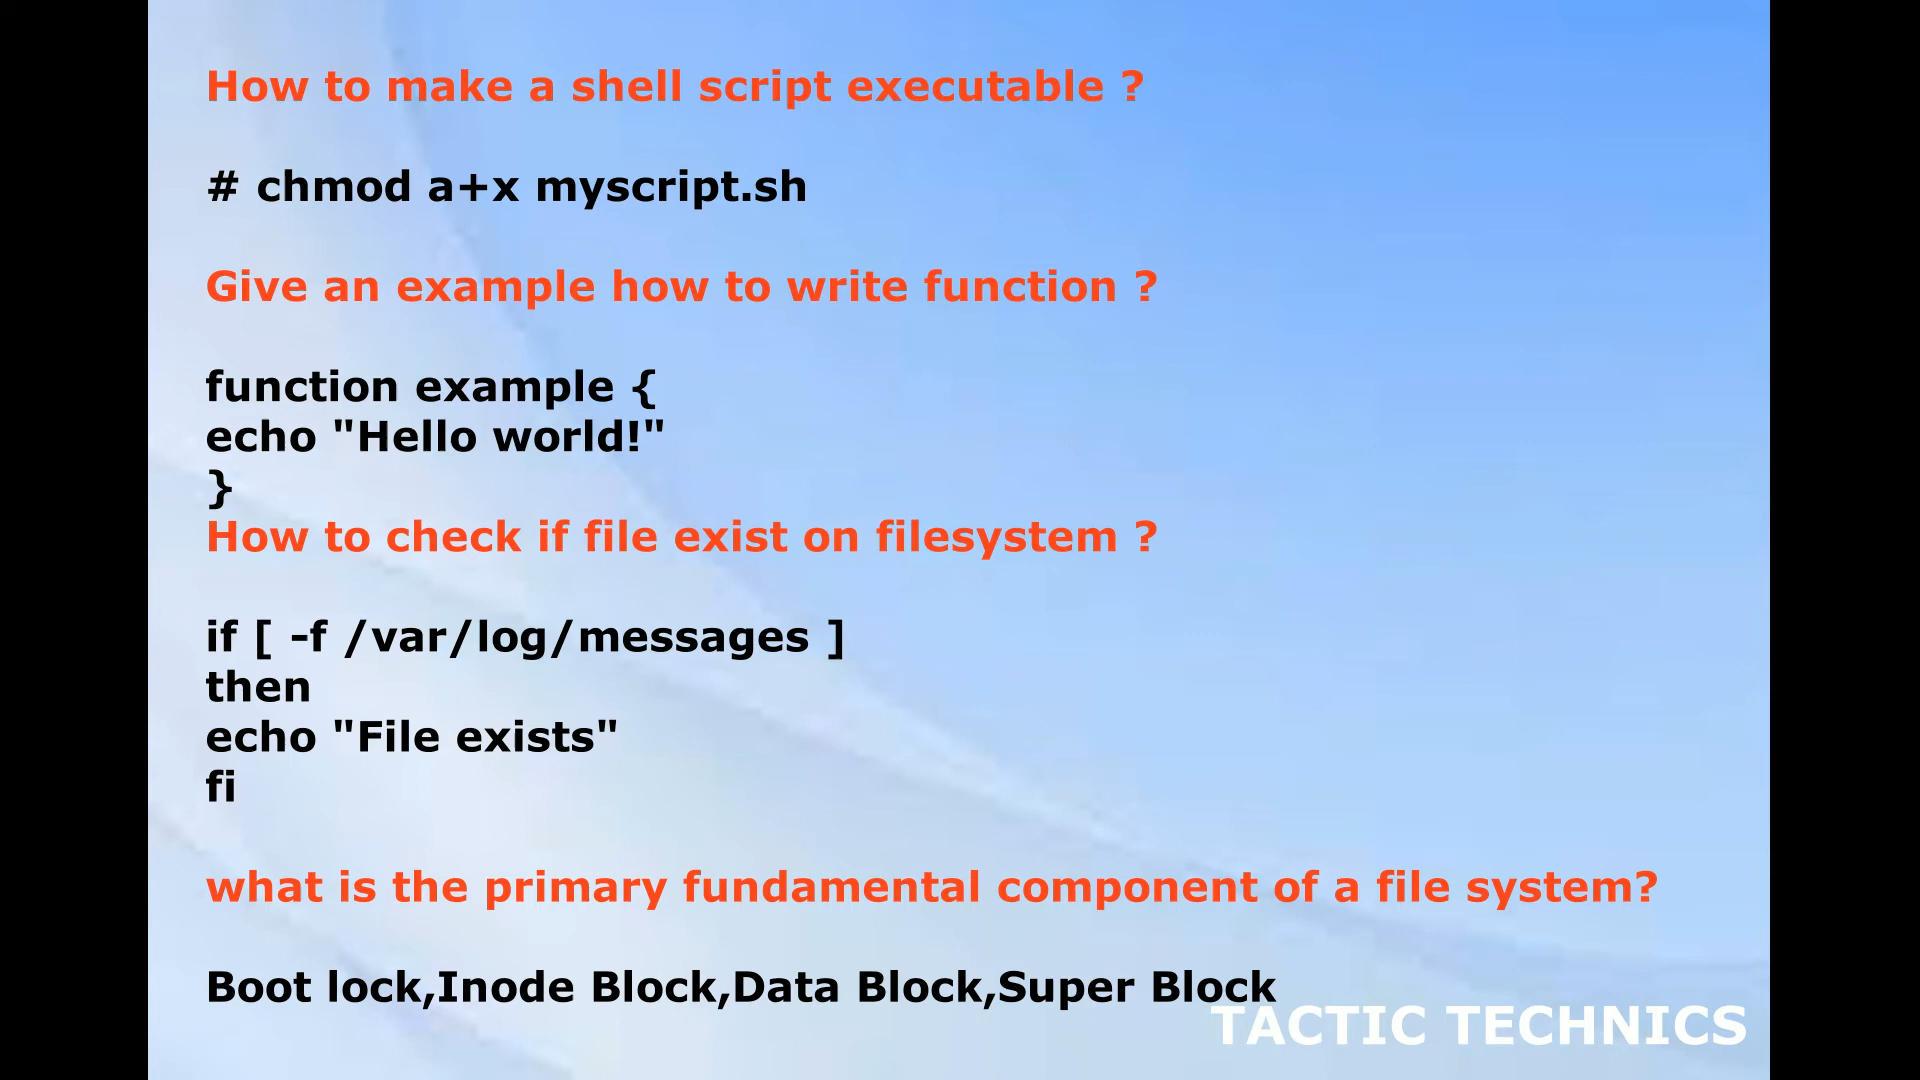 How to make a shell script executable ?
# chmod a+x myscript.sh
Give an example how to write function ?
function example {
echo "Hello world!"
}
How to check if file exist on filesystem ?
if [ -f /var/log/messages ]
then
echo "File exists"
fi
what is the primary fundamental component of a file system?
Boot lock,Inode Block,Data Block,Super Block
TACTIC TECHNICS